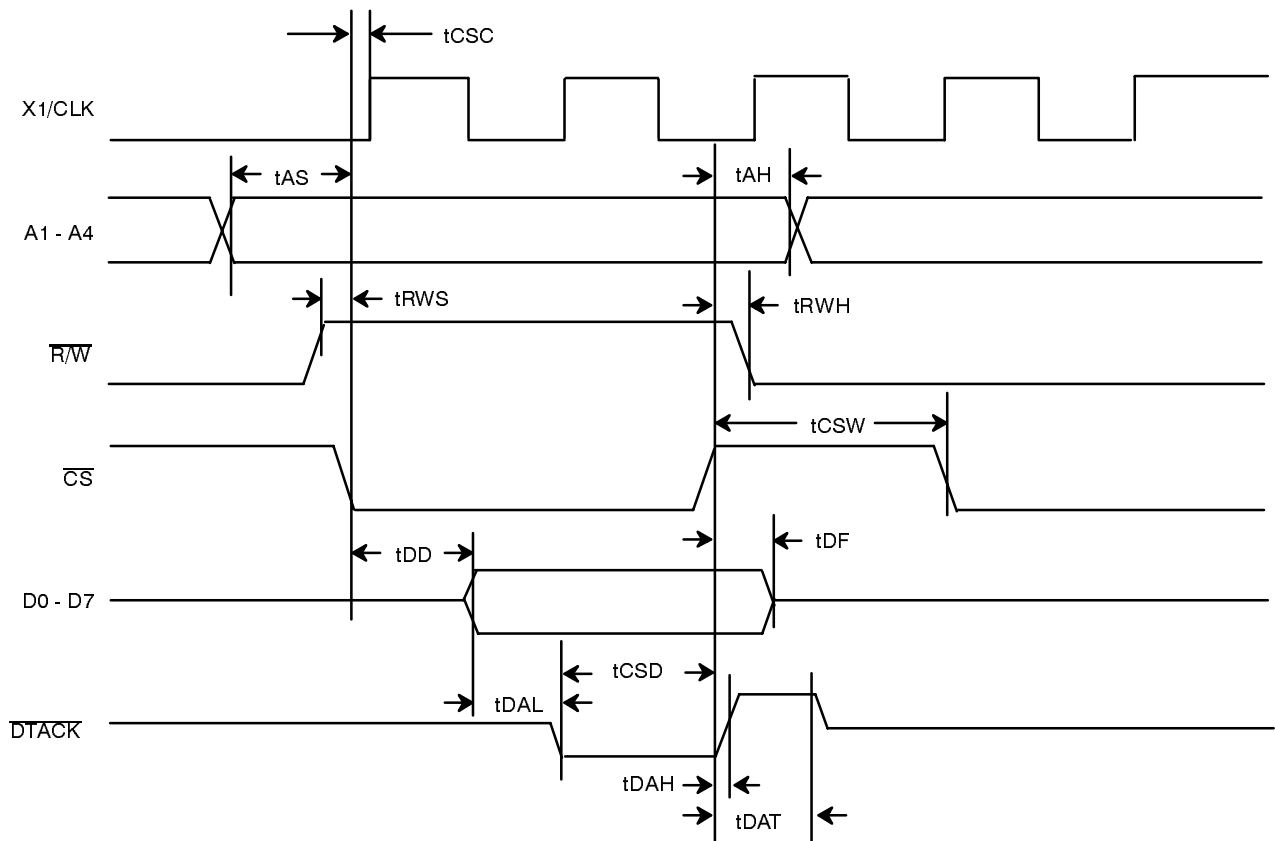 tCSC
X1/CLK
tAS
tAH
A1 - A4
tRWS
tRWH
R/W
tCSW
CS
tDD
tDF
D0 - D7
tCSD
tDAL
DTACK
tDAH
tDAT